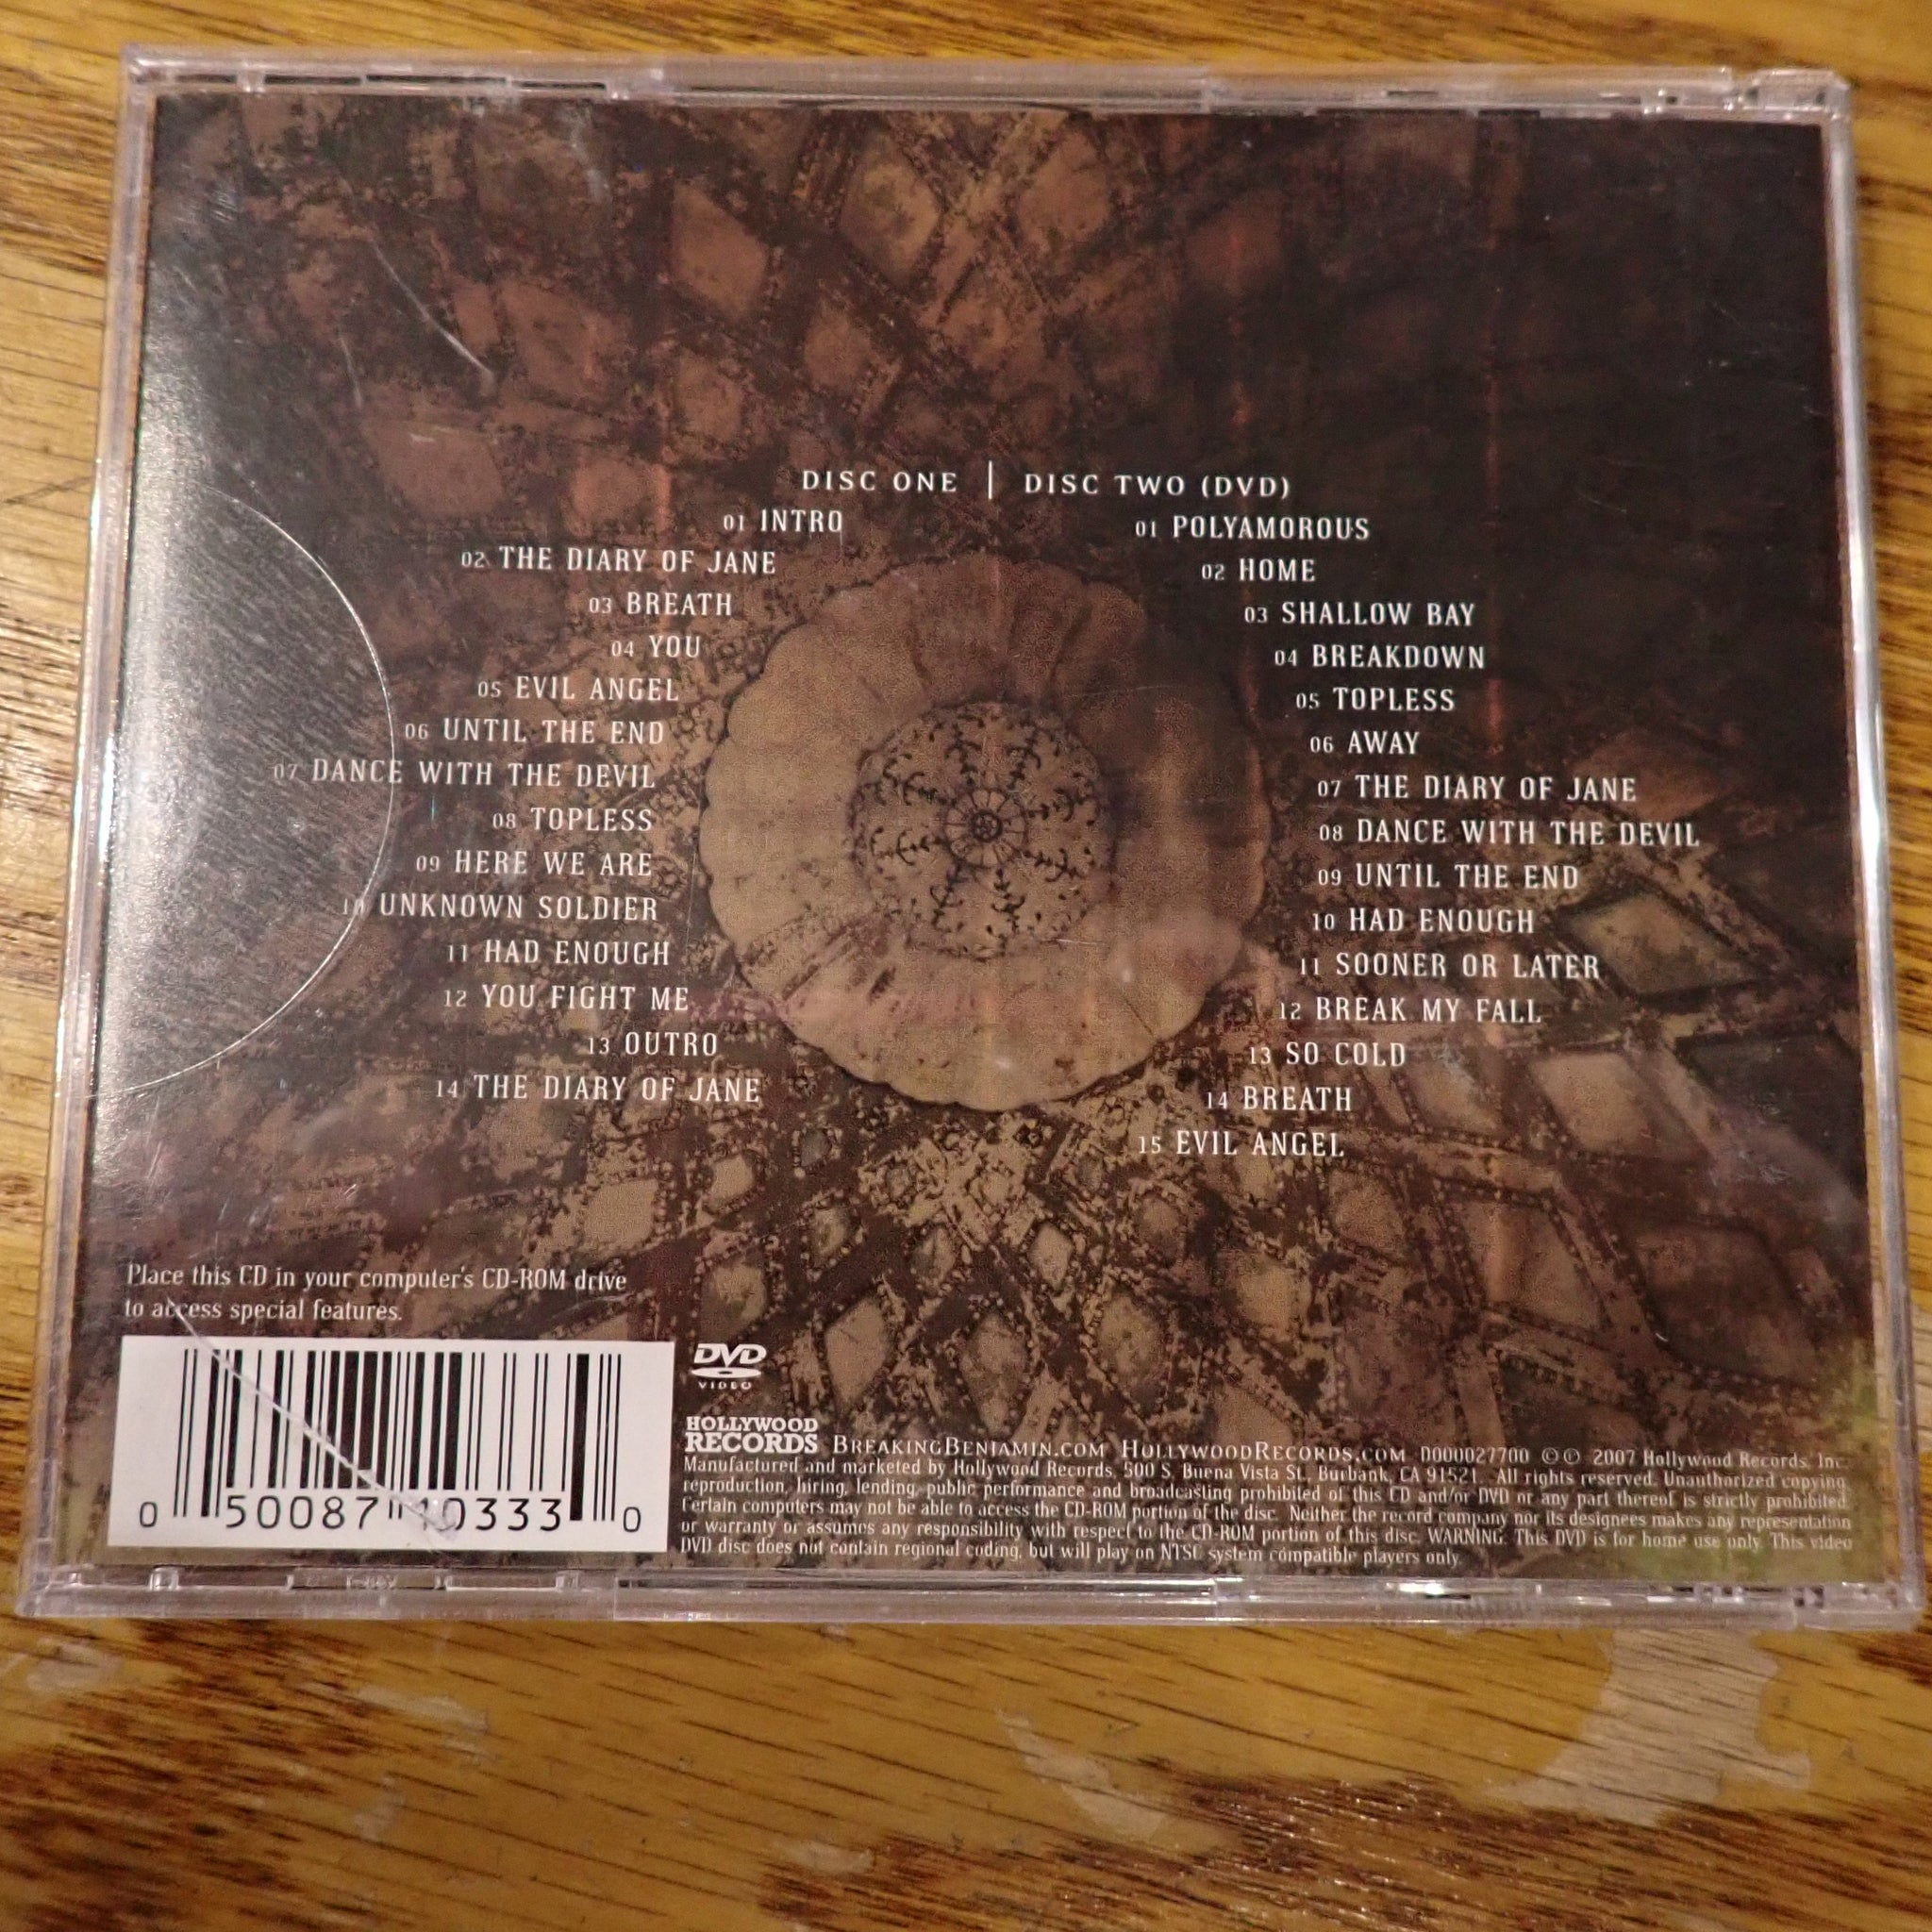 DISC ONE | DISC TWO (DVD)
01 INTRO
02 THE DIARY OF JANE
03 BREATH
04 YOU
05 EVIL ANGEL
06 UNTIL THE END
07 DANCE WITH THE DEVIL
08 TOPLESS
09 HERE WE ARE
10 UNKNOWN SOLDIER
11 HAD ENOUGH
12 YOU FIGHT ME
13 OUTRO
14 THE DIARY OF JANE
01 POLYAMOROUS
02 HOME
03 SHALLOW BAY
04 BREAKDOWN
05 TOPLESS
06 AWAY
07 THE DIARY OF JANE
08 DANCE WITH THE DEVIL
09 UNTIL THE END
10 HAD ENOUGH
11 SOONER OR LATER
12 BREAK MY FALL
13 SO COLD
14 BREATH
15 EVIL ANGEL
Place this CD in your computer's CD-ROM drive
to access special features.
0 50087 10333 0
DVD
VIDEO
HOLLYWOOD
RECORDS BREAKINGBENJAMIN.COM HOLLYWOODRECORDS.COM D000027700 ℗© 2007 Hollywood Records, Inc.
Manufactured and marketed by Hollywood Records, 500 S. Buena Vista St., Burbank, CA 91521. All rights reserved. Unauthorized copying,
reproduction, hiring, lending, public performance and broadcasting prohibited of this CD and/or DVD or any part thereof is strictly prohibited.
Certain computers may not be able to access the CD-ROM portion of the disc. Neither the record company nor its designees makes any representation
or warranty or assumes any responsibility with respect to the CD-ROM portion of this disc. WARNING: This DVD is for home use only. This video
DVD disc does not contain regional coding, but will play on NTSC system compatible players only.